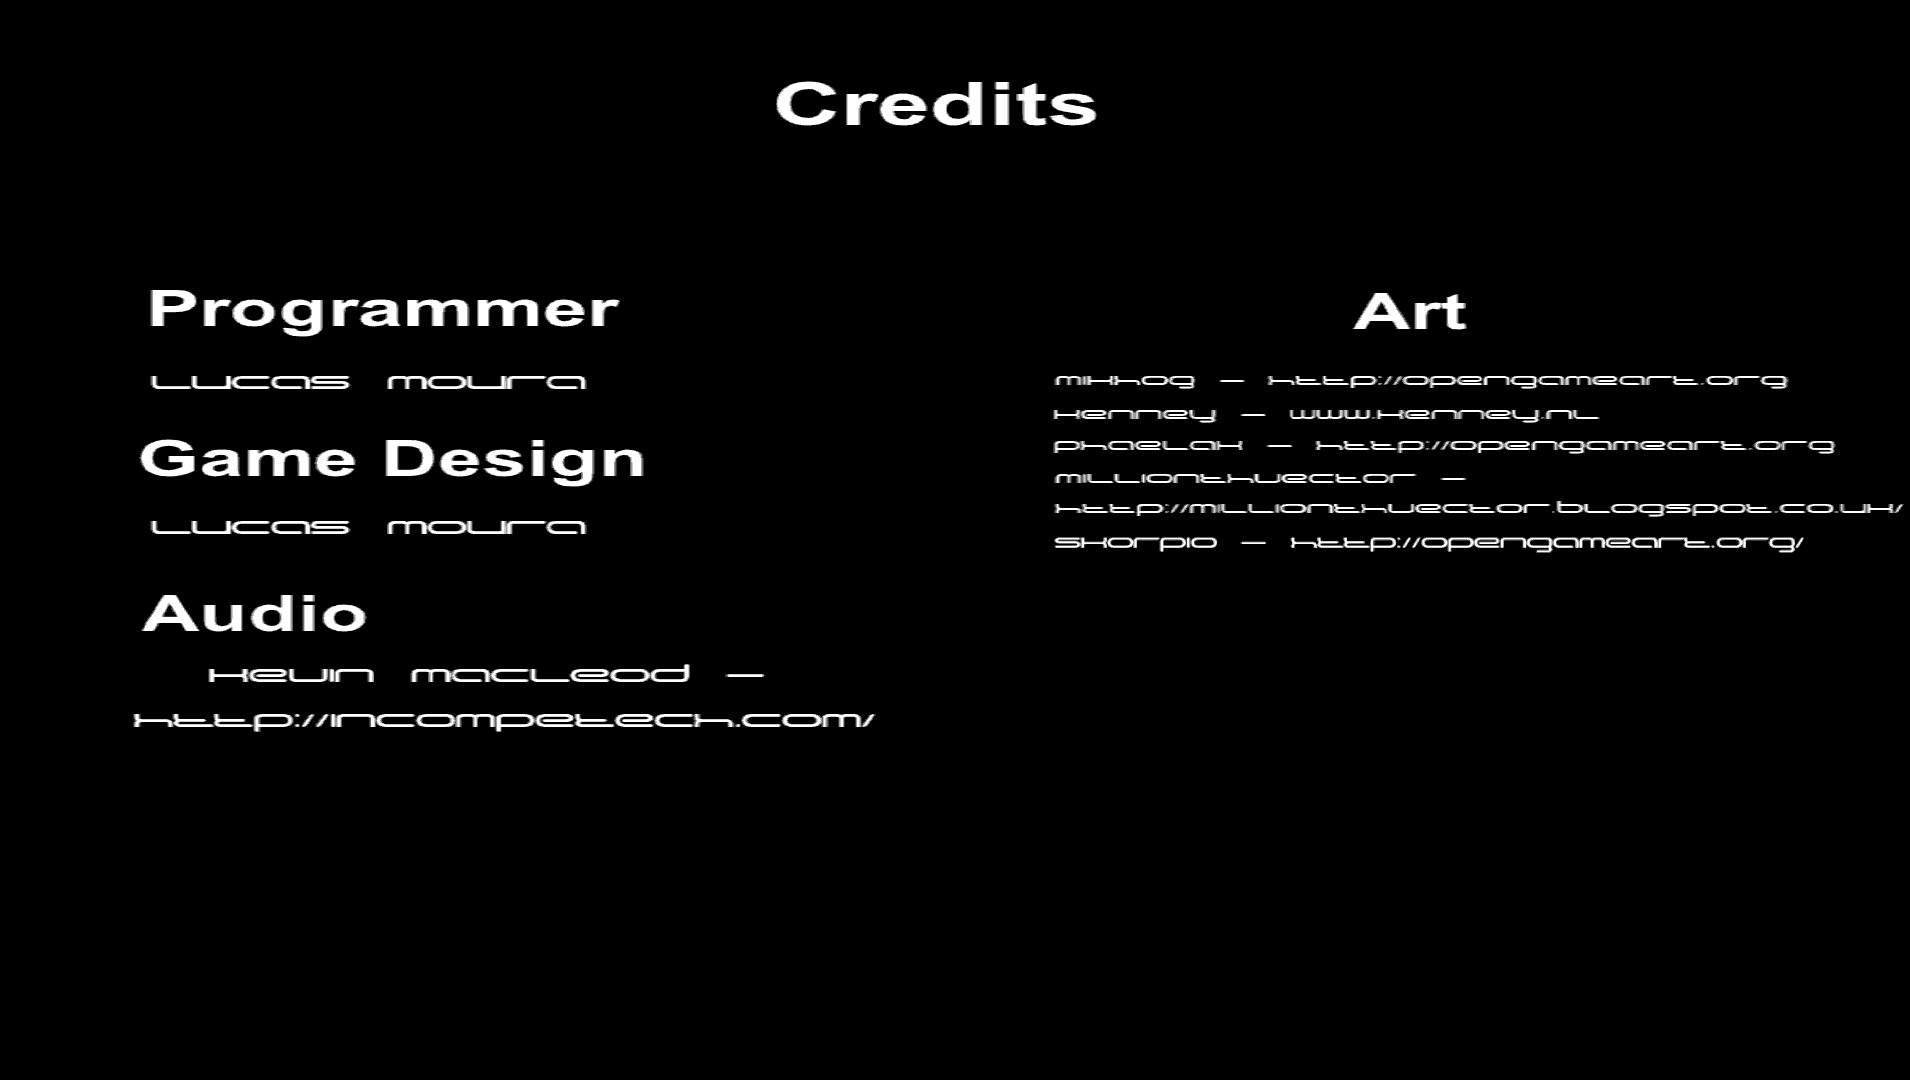 Credits
Programmer
Lucas Moura
Game Design
Lucas Moura
Audio
Kevin MacLeod -
http://incompetech.com/
Art
mikhog - http://opengameart.org
kenney - www.kenney.nl
phaelax - http://opengameart.org
millionthvector -
http://millionthvector.blogspot.co.uk/
skorpio - http://opengameart.org/